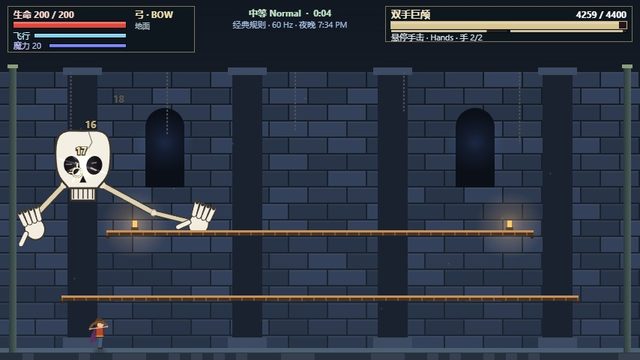 生命 200 / 200
弓 · BOW
地面
飞行
魔力 20
中等 Normal · 0:04
经典规则 · 60 Hz · 夜晚 7:34 PM
双手巨颅
4259 / 4400
悬停手击 · Hands · 手 2/2
18
16
17